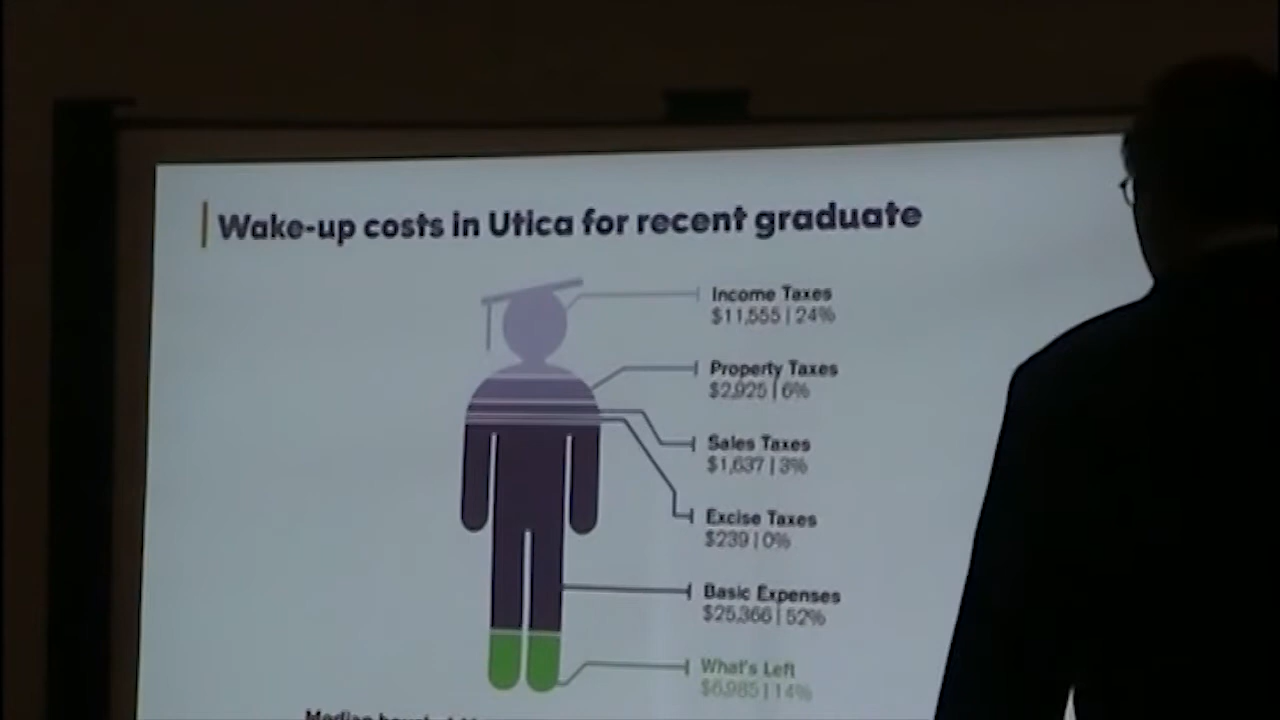 Wake-up costs in Utica for recent graduate
Income Taxes
$11,555 | 24%
Property Taxes
$2,925 | 6%
Sales Taxes
$1,637 | 3%
Excise Taxes
$239 | 0%
Basic Expenses
$25,366 | 52%
What's Left
$6,985 | 14%